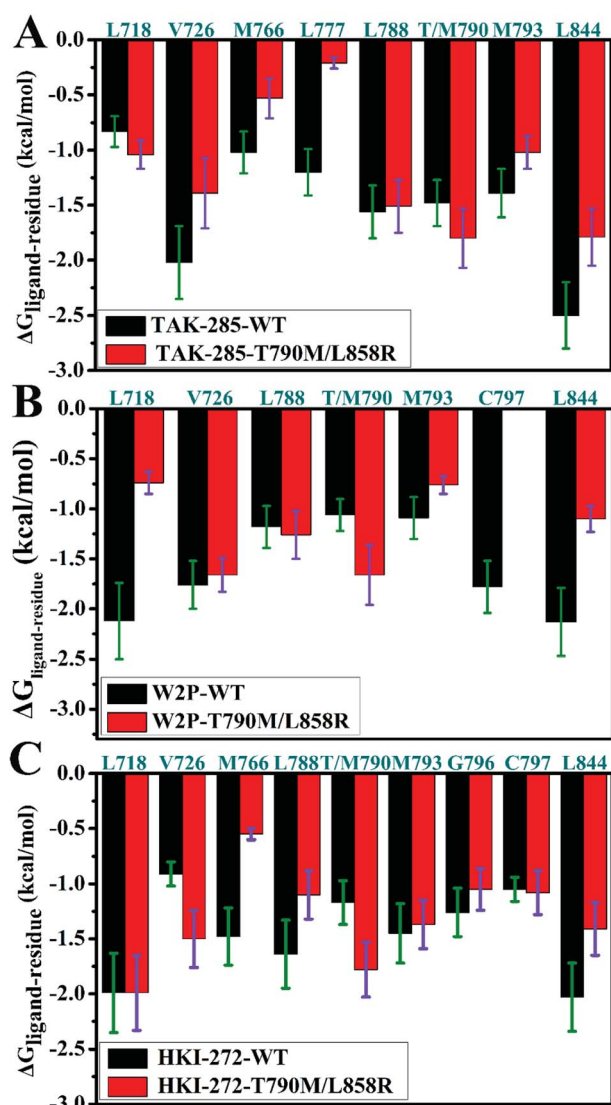 A
L718 V726 M766 L777 L788 T/M790 M793 L844
0.0
-0.5
-1.0
-1.5
-2.0
-2.5
-3.0
ΔGligand-residue (kcal/mol)
TAK-285-WT
TAK-285-T790M/L858R
B
L718 V726 L788 T/M790 M793 C797 L844
0.0
-0.5
-1.0
-1.5
-2.0
-2.5
-3.0
ΔGligand-residue (kcal/mol)
W2P-WT
W2P-T790M/L858R
C
L718 V726 M766 L788 T/M790 M793 G796 C797 L844
0.0
-0.5
-1.0
-1.5
-2.0
-2.5
-3.0
ΔGligand-residue (kcal/mol)
HKI-272-WT
HKI-272-T790M/L858R